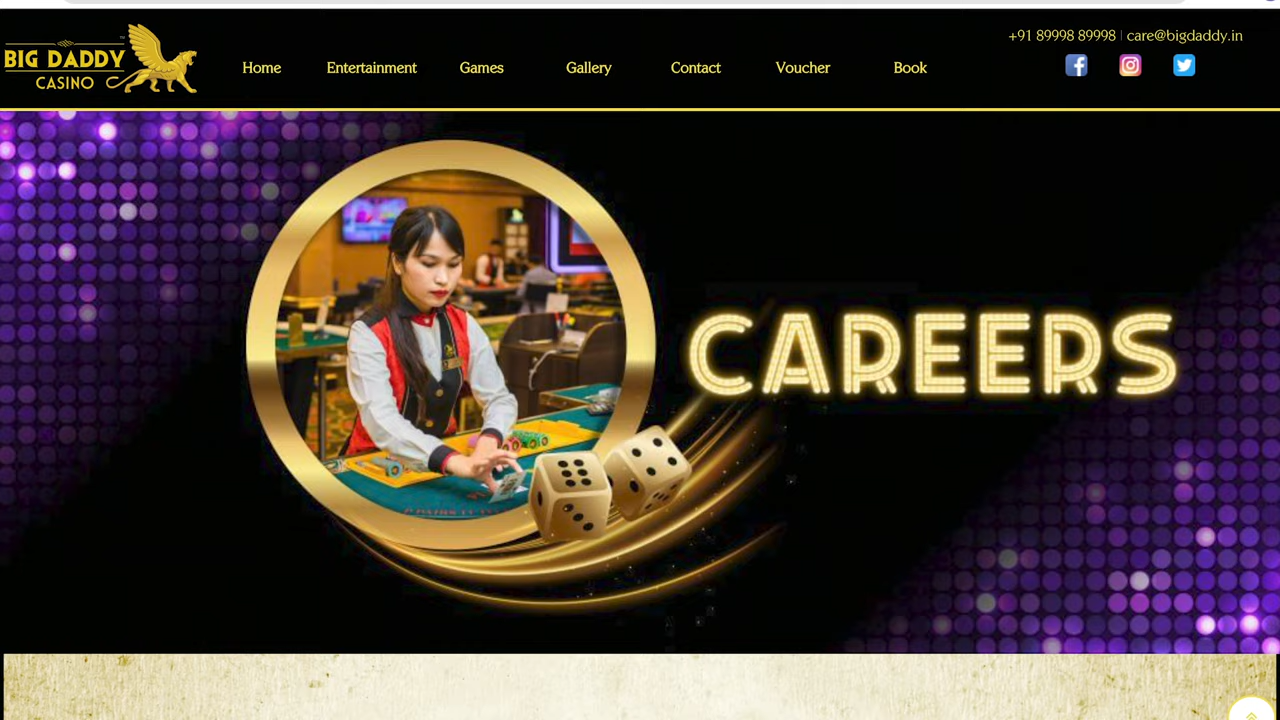 +91 89998 89998 | care@bigdaddy.in
BIG DADDY
CASINO
Home
Entertainment
Games
Gallery
Contact
Voucher
Book
CAREERS